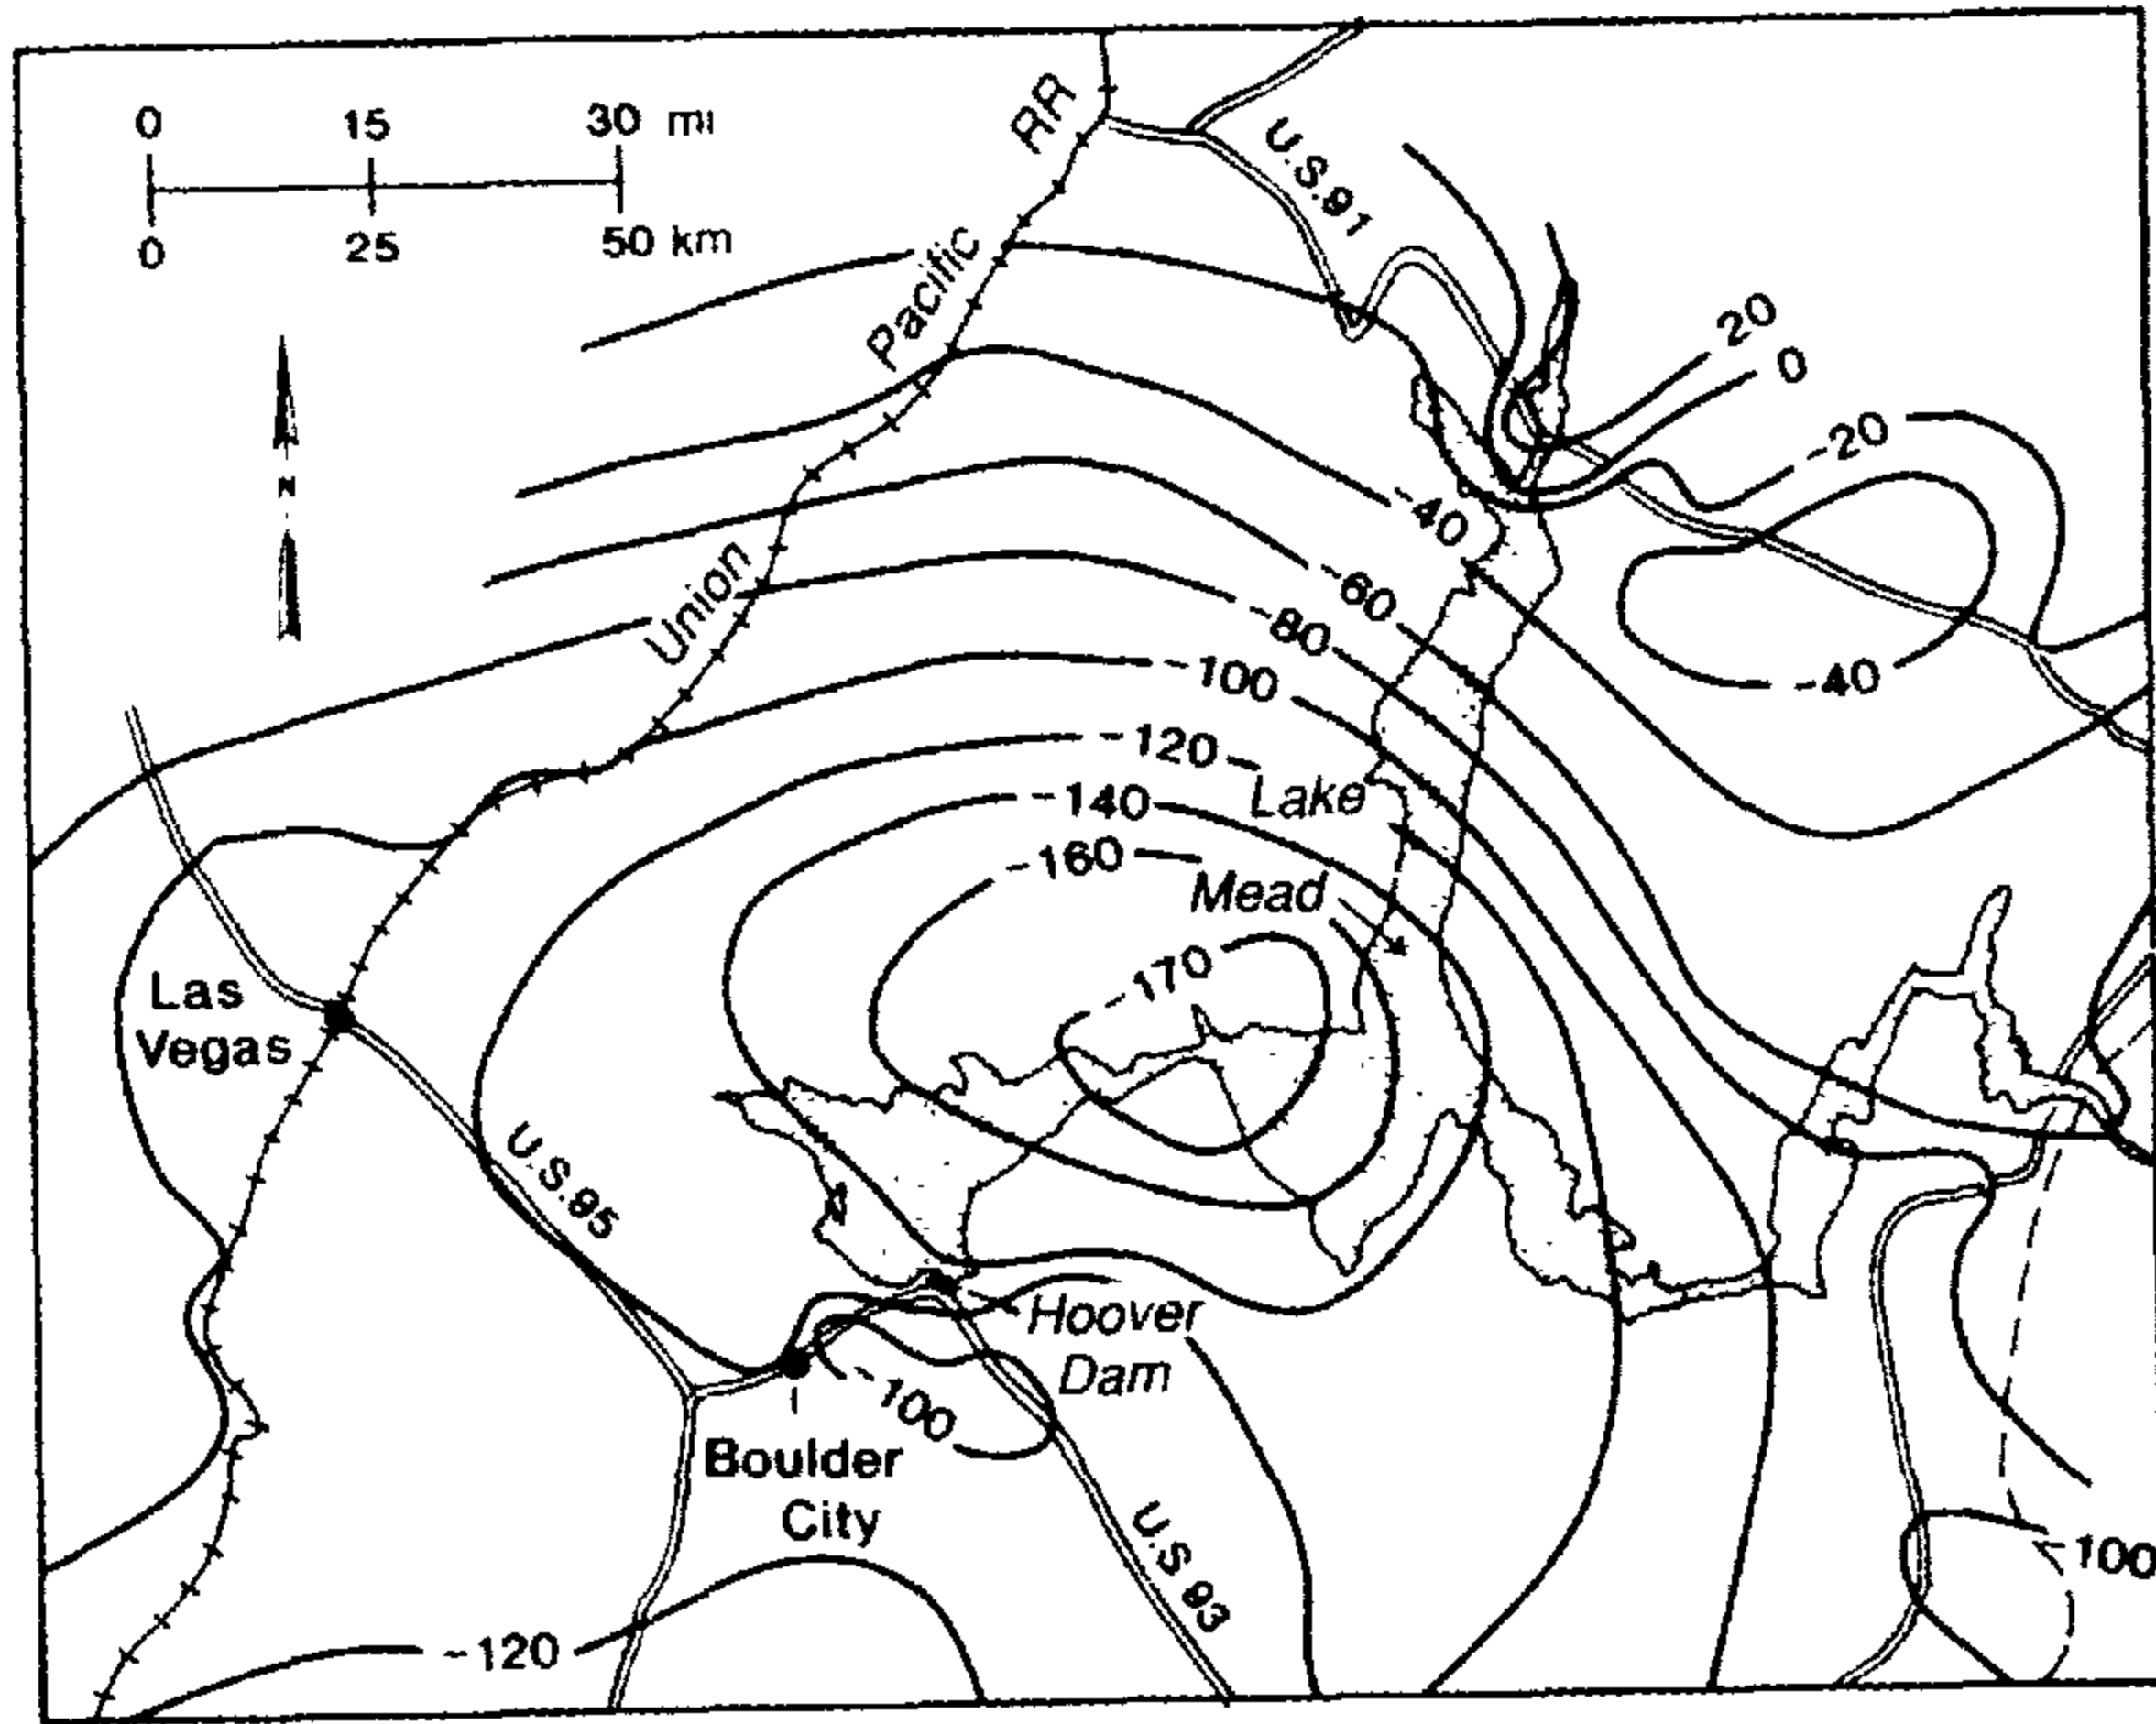 0 15 30 mi
0 25 50 km
N
RR
Pacific
Union
U.S.91
20
0
-20
-40
-40
-60
-80
-100
-120
-140
-160
-170
Lake
Mead
Las
Vegas
U.S.95
Hoover
Dam
-100
Boulder
City
U.S 93
-100
-120